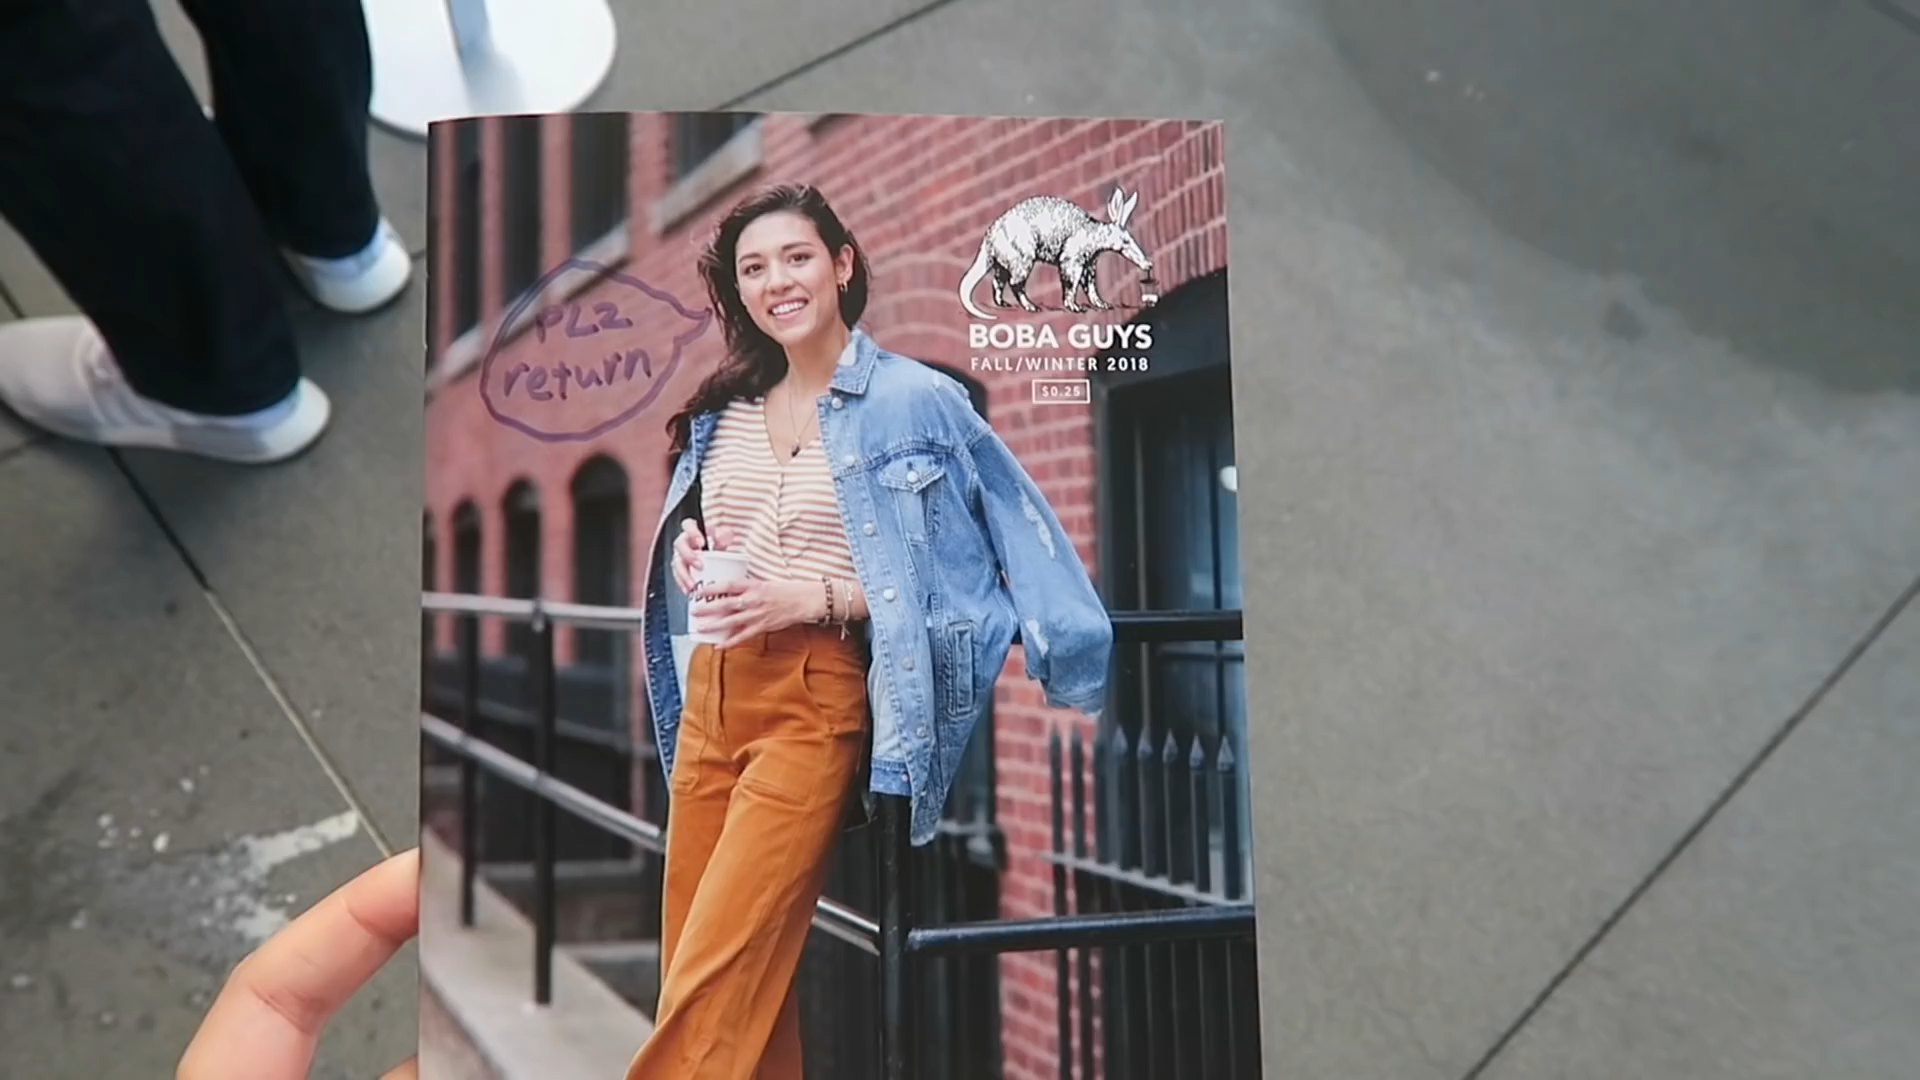 PLZ
return
BOBA GUYS
FALL/WINTER 2018
$0.25